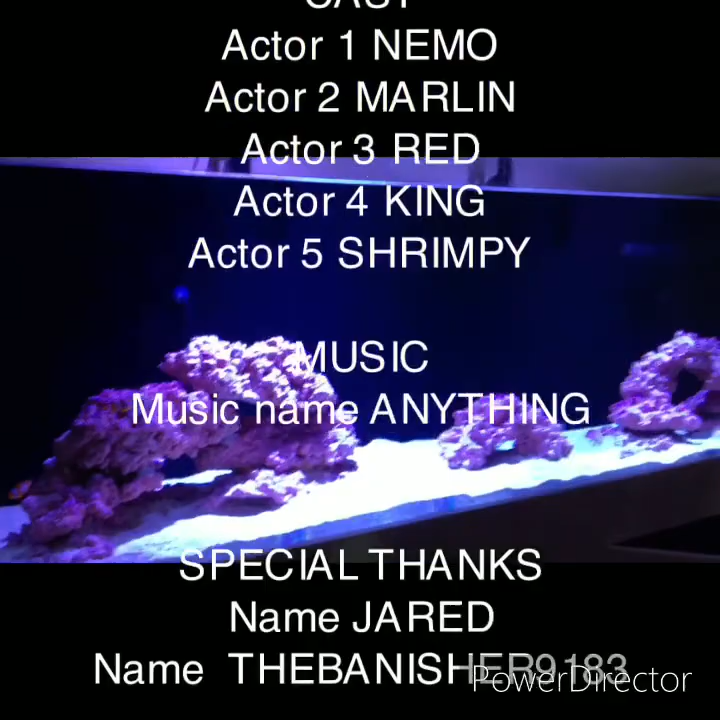 CAST
Actor 1 NEMO
Actor 2 MARLIN
Actor 3 RED
Actor 4 KING
Actor 5 SHRIMPY
MUSIC
Music name ANYTHING
SPECIAL THANKS
Name JARED
Name THEBANISHER9183
PowerDirector